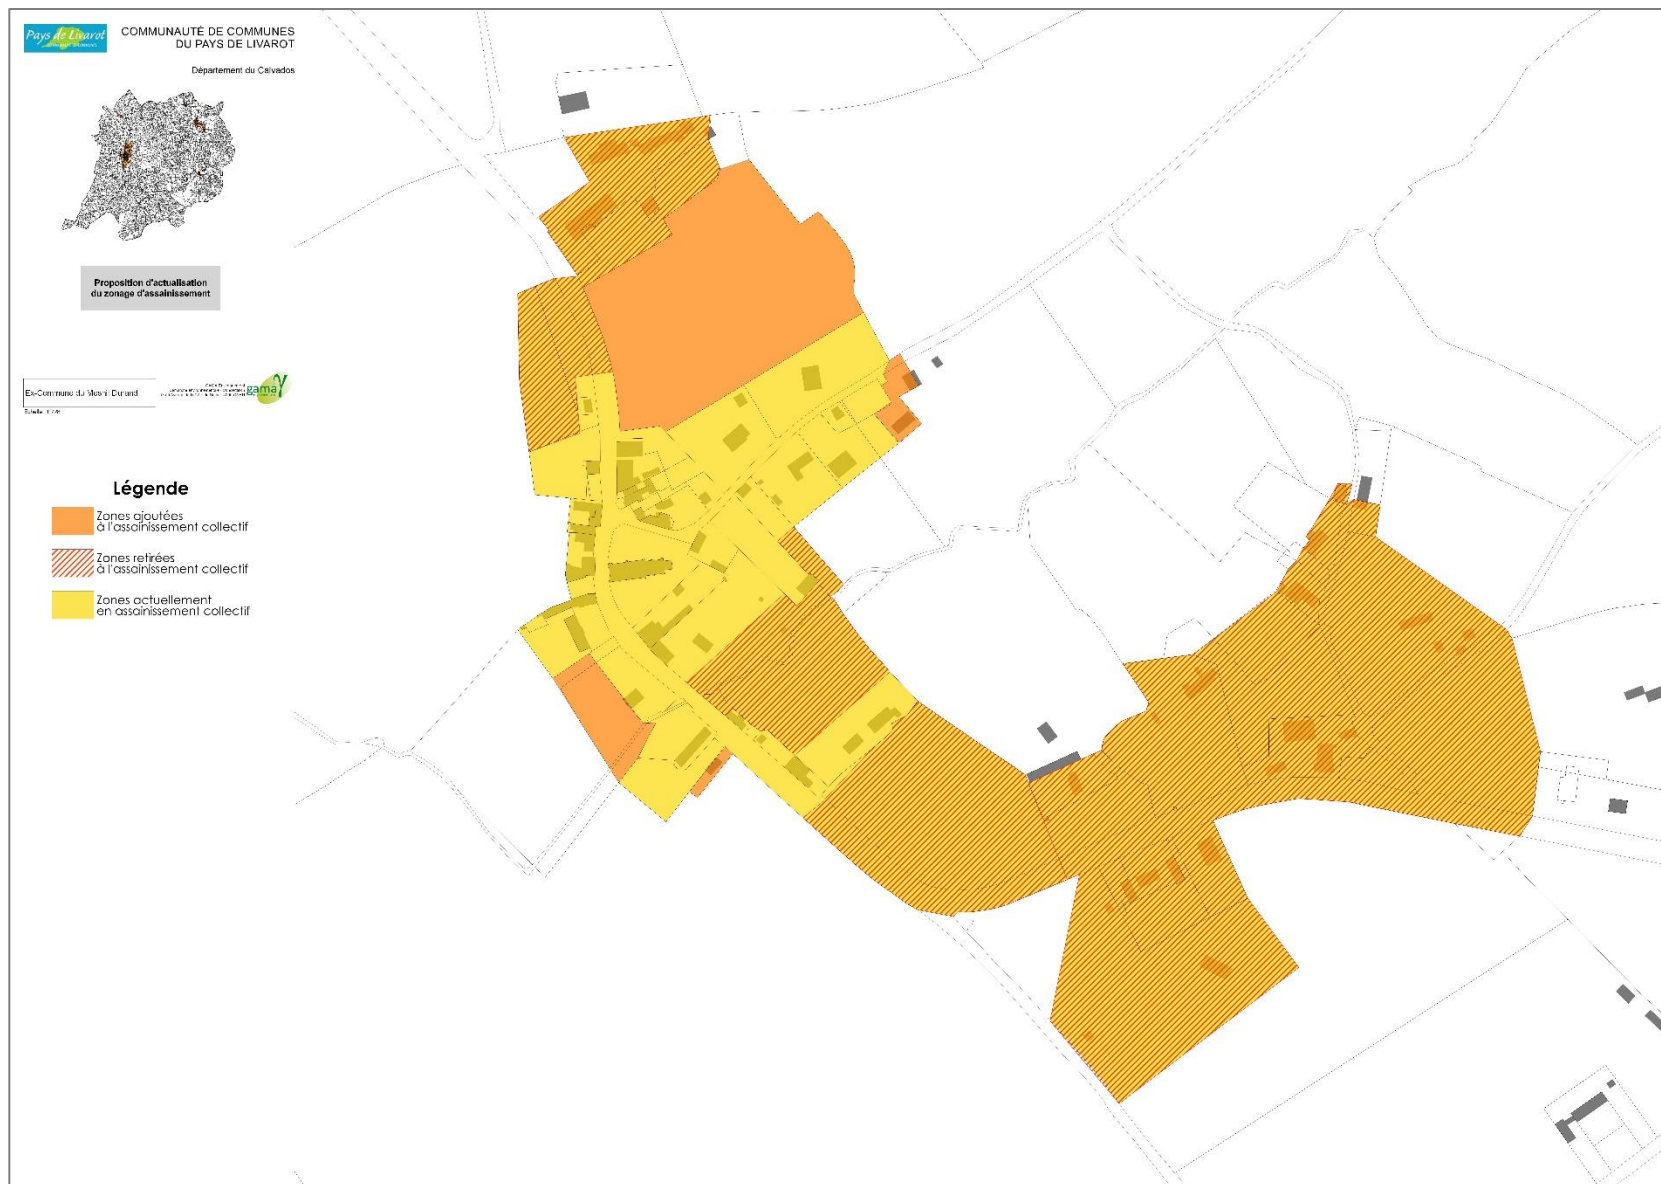 Pays de Livarot
COMMUNAUTÉ DE COMMUNES
DU PAYS DE LIVAROT
Département du Calvados
Proposition d'actualisation
du zonage d'assainissement
Ex-Commune du Mesnil Durand
gama
Légende
Zones ajoutées
à l'assainissement collectif
Zones retirées
à l'assainissement collectif
Zones actuellement
en assainissement collectif